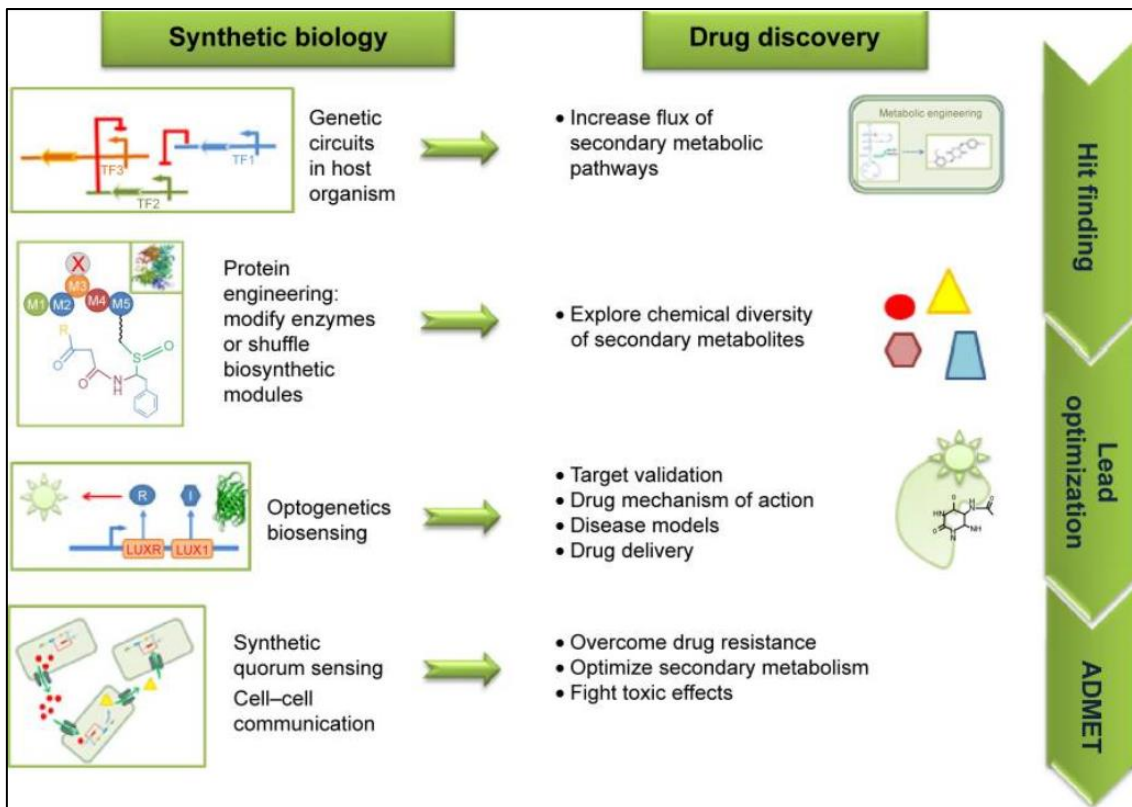 Synthetic biology
Drug discovery
TF3
TF1
TF2
Genetic
circuits
in host
organism
• Increase flux of
secondary metabolic
pathways
Metabolic engineering
Hit finding
X
M3
M1
M2
M4
M5
R
O
S
O
O
N
H
Protein
engineering:
modify enzymes
or shuffle
biosynthetic
modules
• Explore chemical diversity
of secondary metabolites
Lead
optimization
R
I
LUXR
LUX1
Optogenetics
biosensing
• Target validation
• Drug mechanism of action
• Disease models
• Drug delivery
Synthetic
quorum sensing
Cell–cell
communication
• Overcome drug resistance
• Optimize secondary metabolism
• Fight toxic effects
ADMET